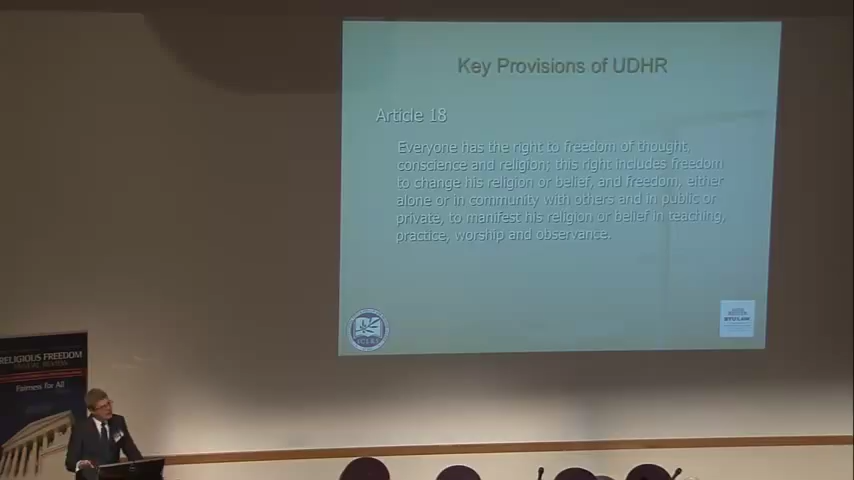 Key Provisions of UDHR
Article 18
Everyone has the right to freedom of thought,
conscience and religion; this right includes freedom
to change his religion or belief, and freedom, either
alone or in community with others and in public or
private, to manifest his religion or belief in teaching,
practice, worship and observance.
BYU LAW
RELIGIOUS FREEDOM
Fairness for All